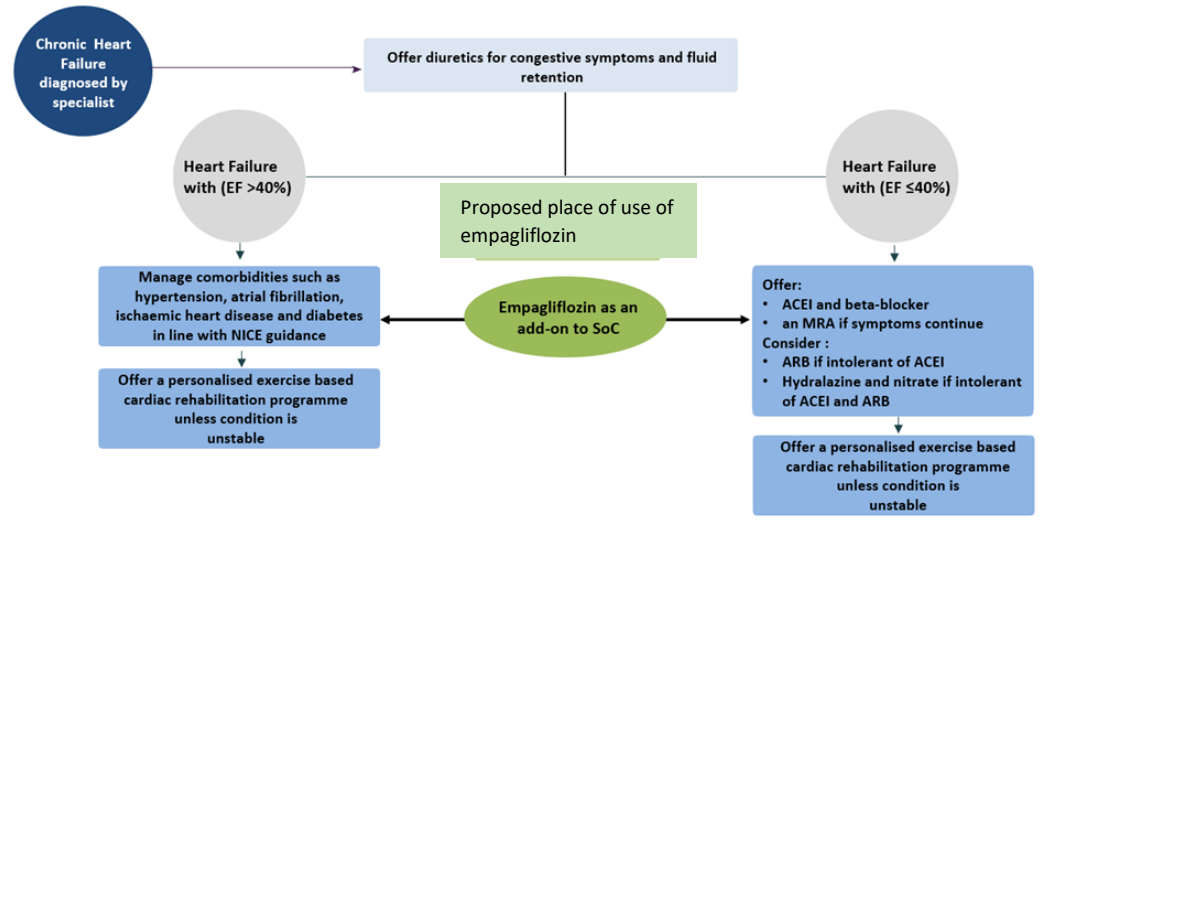 Chronic Heart
Failure
diagnosed by
specialist
Offer diuretics for congestive symptoms and fluid
retention
Heart Failure
with (EF >40%)
Heart Failure
with (EF ≤40%)
Proposed place of use of
empagliflozin
Manage comorbidities such as
hypertension, atrial fibrillation,
ischaemic heart disease and diabetes
in line with NICE guidance
Empagliflozin as an
add-on to SoC
Offer:
• ACEI and beta-blocker
• an MRA if symptoms continue
Consider :
• ARB if intolerant of ACEI
• Hydralazine and nitrate if intolerant
of ACEI and ARB
Offer a personalised exercise based
cardiac rehabilitation programme
unless condition is
unstable
Offer a personalised exercise based
cardiac rehabilitation programme
unless condition is
unstable